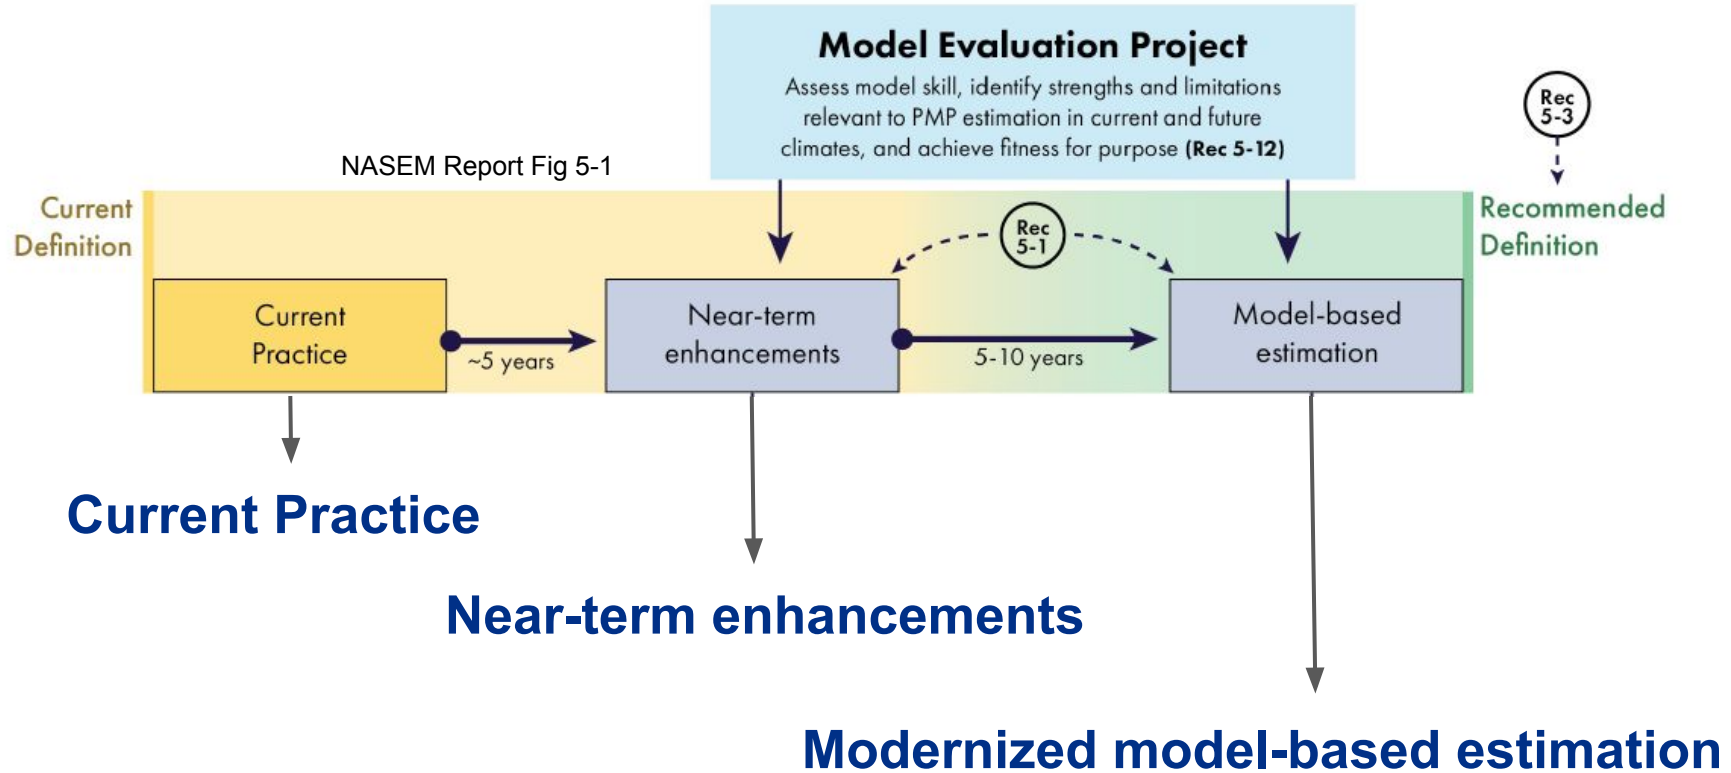 Model Evaluation Project
Assess model skill, identify strengths and limitations
relevant to PMP estimation in current and future
climates, and achieve fitness for purpose (Rec 5-12)
Rec
5-3
NASEM Report Fig 5-1
Current
Definition
Rec
5-1
Recommended
Definition
Current
Practice
~5 years
Near-term
enhancements
5-10 years
Model-based
estimation
Current Practice
Near-term enhancements
Modernized model-based estimation